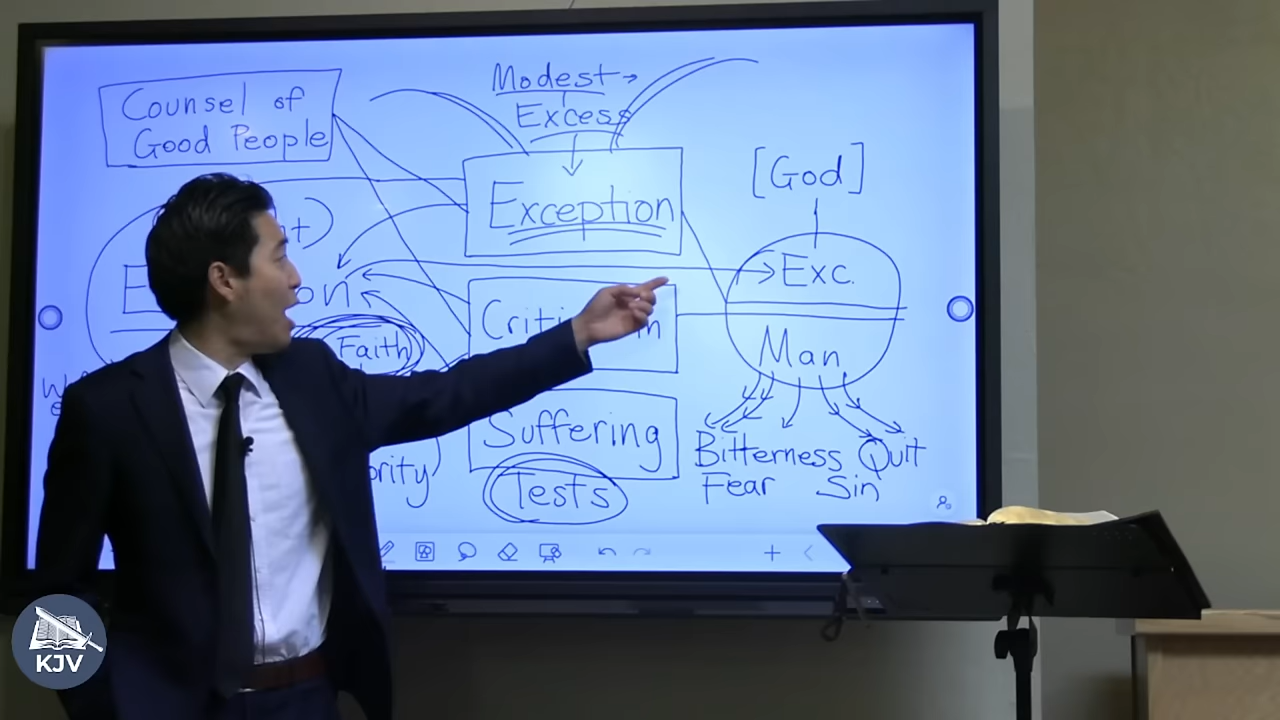 Counsel of
Good People
Modest→
Excess
Exception
[God]
Exc.
Man
Faith
Suffering
Tests
Bitterness Quit
Fear Sin
KJV